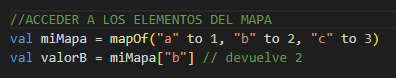 //ACCEDER A LOS ELEMENTOS DEL MAPA
val miMapa = mapOf("a" to 1, "b" to 2, "c" to 3)
val valorB = miMapa["b"] // devuelve 2